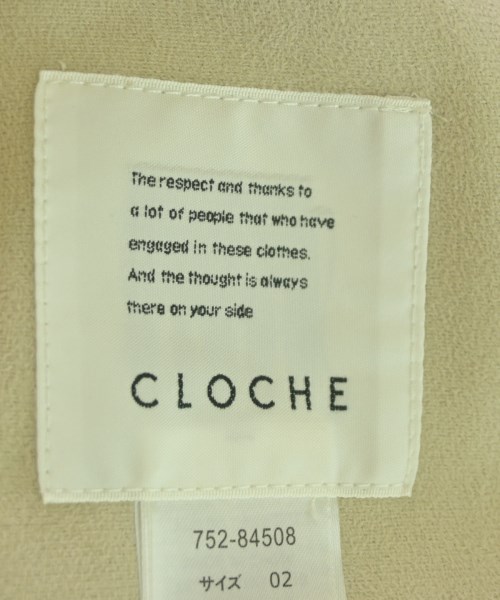 The respect and thanks to
a lot of people that who have
engaged in these clothes.
And the thought is always
there on your side
CLOCHE
752-84508
サイズ 02